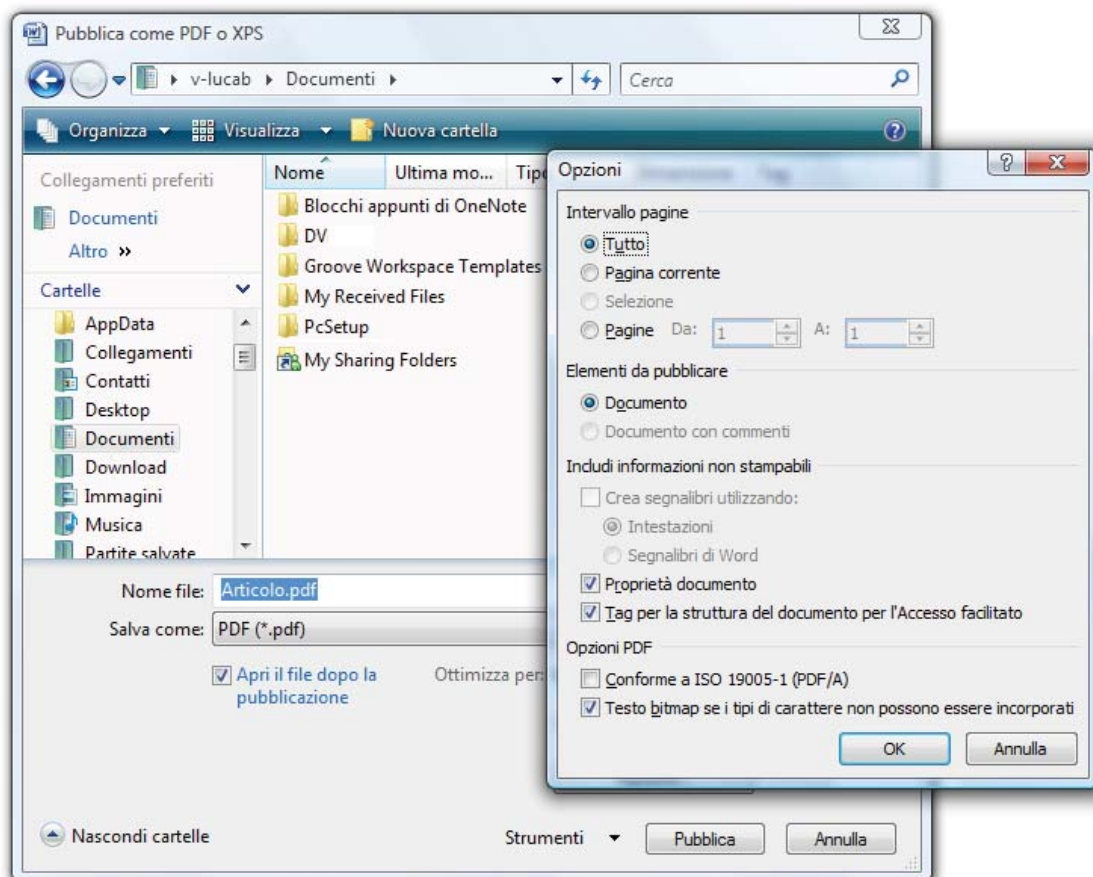 Pubblica come PDF o XPS
v-lucab Documenti
Cerca
Organizza Visualizza Nuova cartella
Collegamenti preferiti
Documenti
Altro »
Cartelle
AppData
Collegamenti
Contatti
Desktop
Documenti
Download
Immagini
Musica
Partite salvate
Nome Ultima mo... Tipo
Blocchi appunti di OneNote
DV
Groove Workspace Templates
My Received Files
PcSetup
My Sharing Folders
Nome file: Articolo.pdf
Salva come: PDF (*.pdf)
Apri il file dopo la
pubblicazione
Ottimizza per:
Nascondi cartelle
Strumenti Pubblica Annulla
Opzioni
Intervallo pagine
Tutto
Pagina corrente
Selezione
Pagine Da: 1 A: 1
Elementi da pubblicare
Documento
Documento con commenti
Includi informazioni non stampabili
Crea segnalibri utilizzando:
Intestazioni
Segnalibri di Word
Proprietà documento
Tag per la struttura del documento per l'Accesso facilitato
Opzioni PDF
Conforme a ISO 19005-1 (PDF/A)
Testo bitmap se i tipi di carattere non possono essere incorporati
OK Annulla